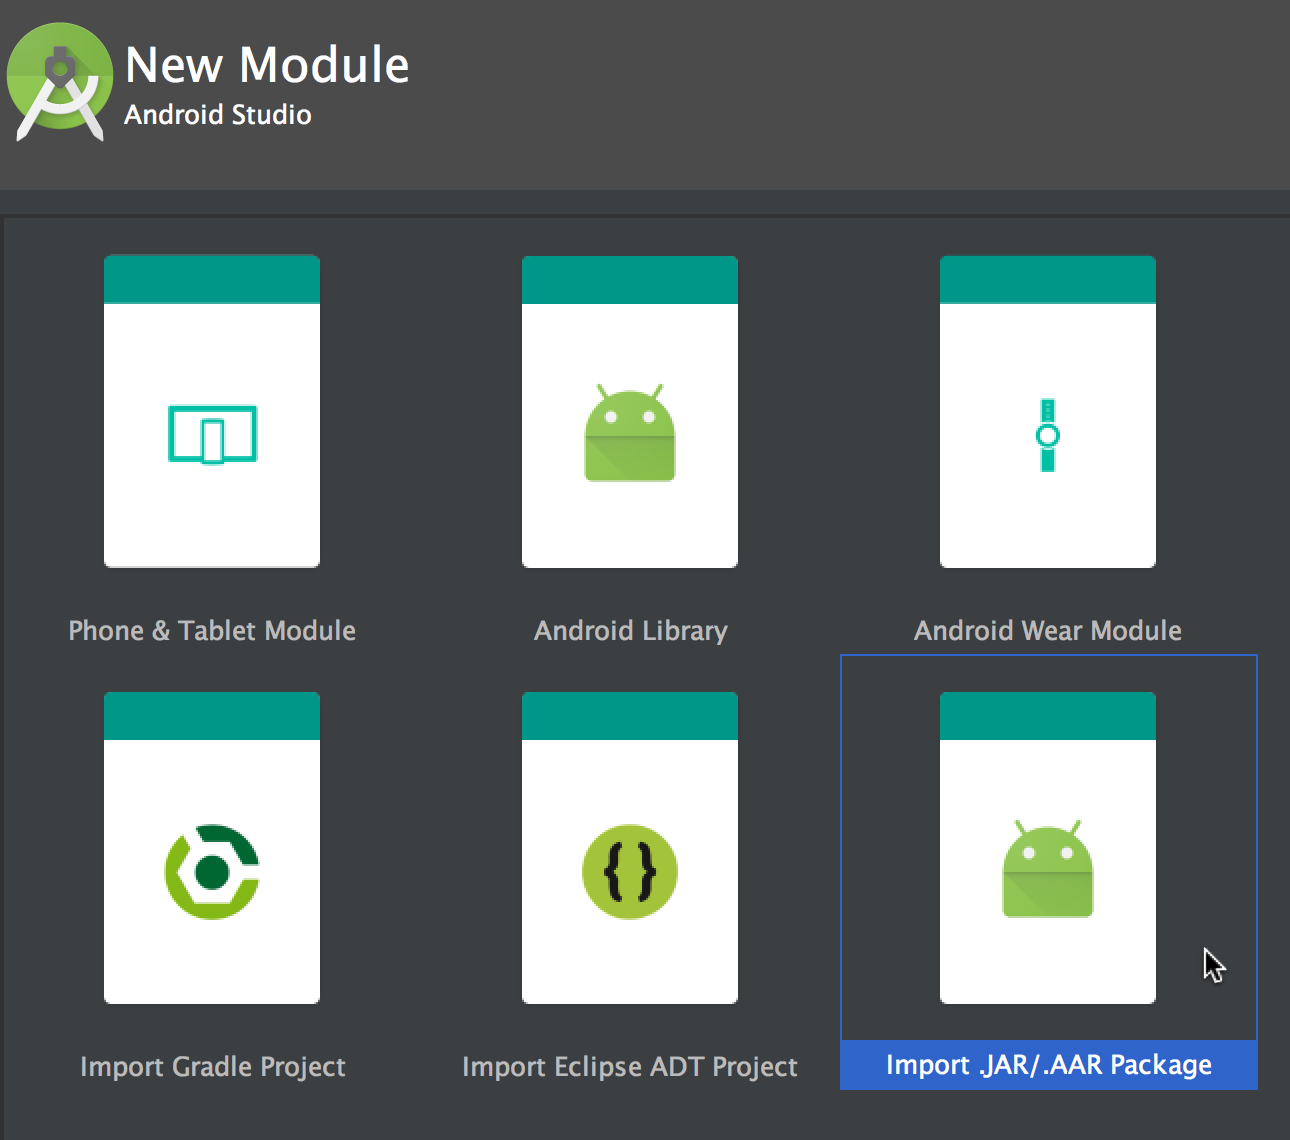 New Module
Android Studio
Phone & Tablet Module
Android Library
Android Wear Module
{}
Import Gradle Project
Import Eclipse ADT Project
Import .JAR/.AAR Package